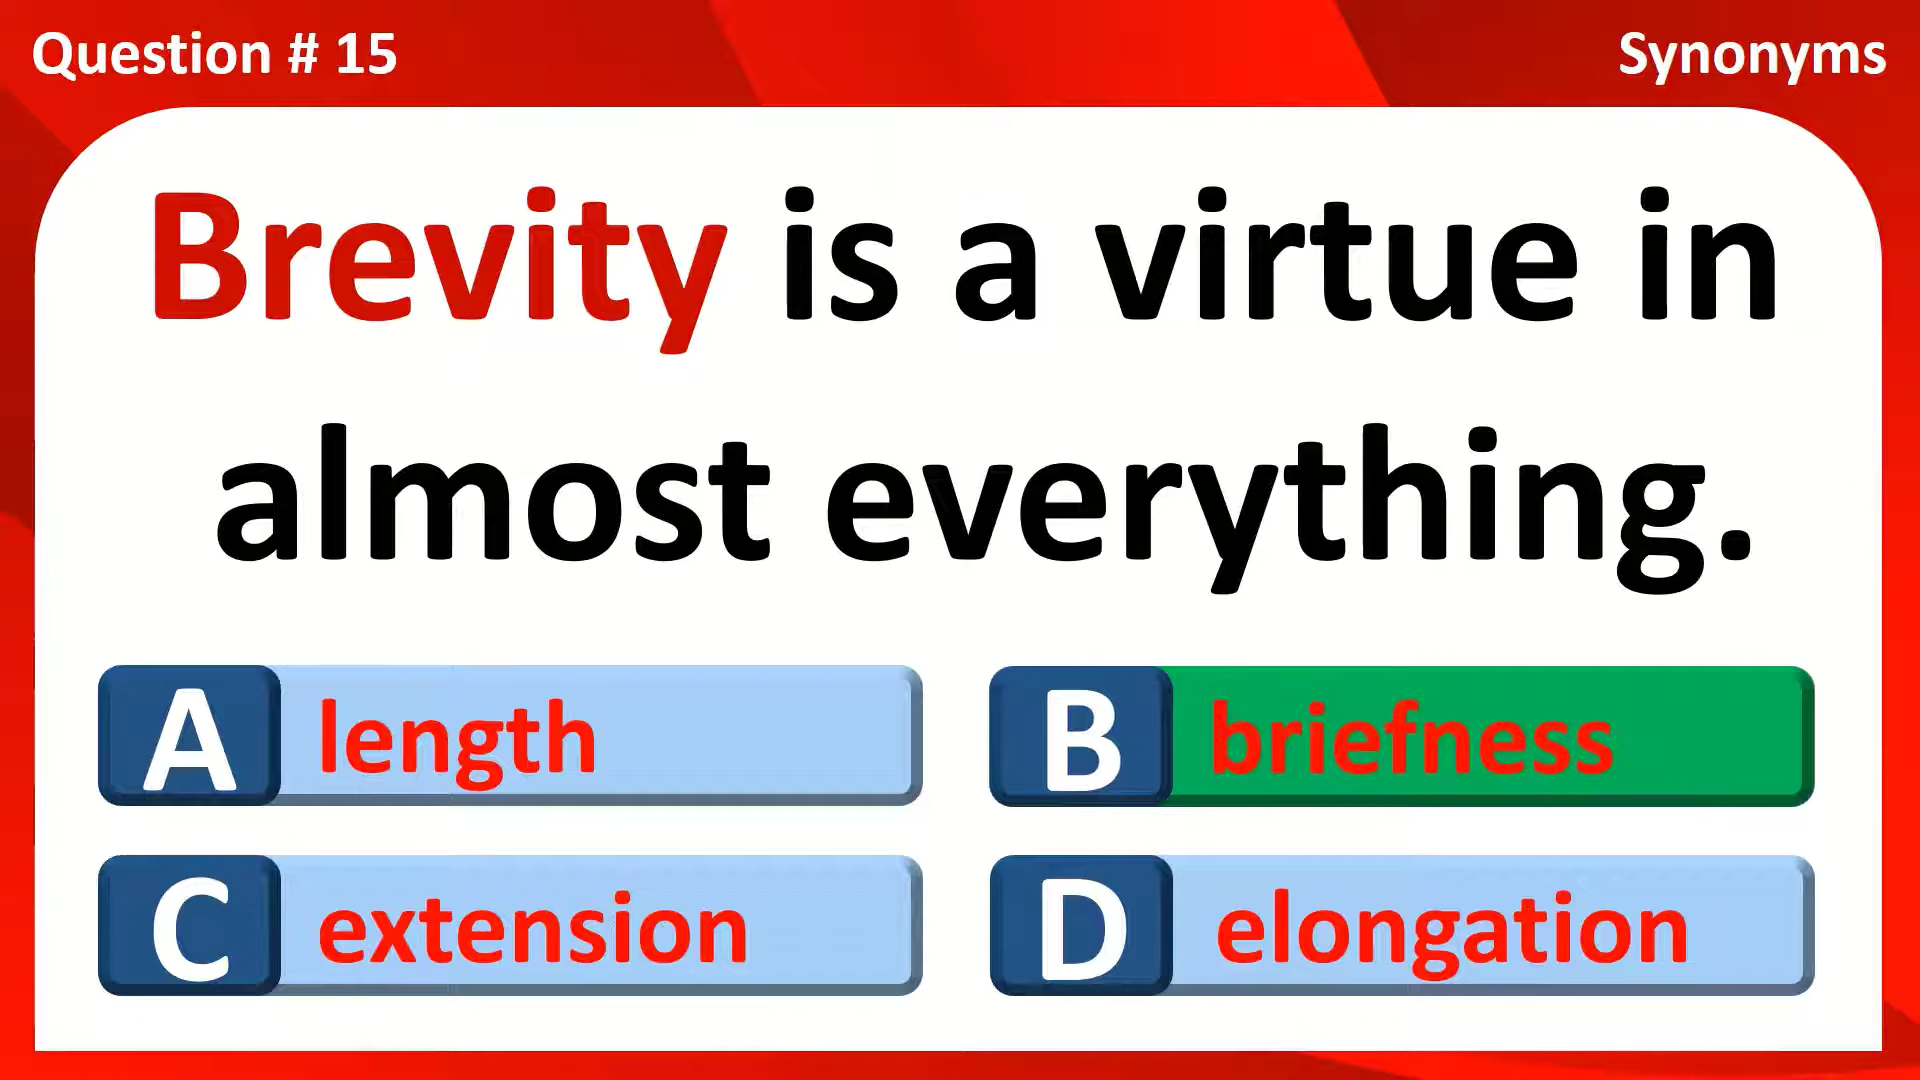 Question # 15
Synonyms
Brevity is a virtue in
almost everything.
A length
B briefness
C extension
D elongation